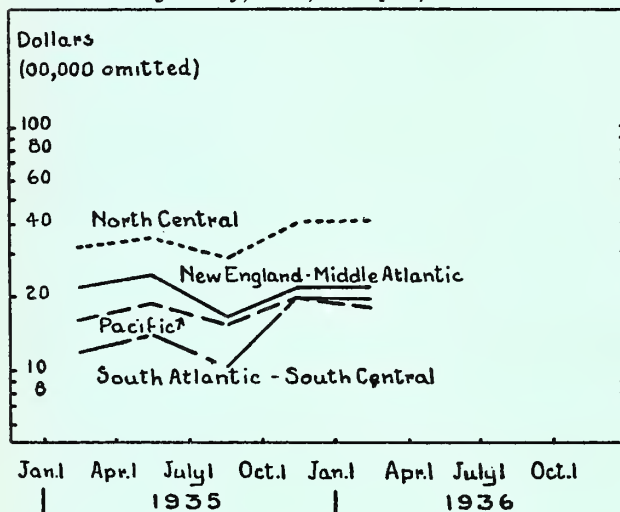 Dollars
(00,000 omitted)
100
80
60
40
North Central
New England-Middle Atlantic
20
Pacific
10
South Atlantic - South Central
8
Jan.1 Apr.1 July1 Oct.1 Jan.1 Apr.1 July1 Oct.1
1935 1936